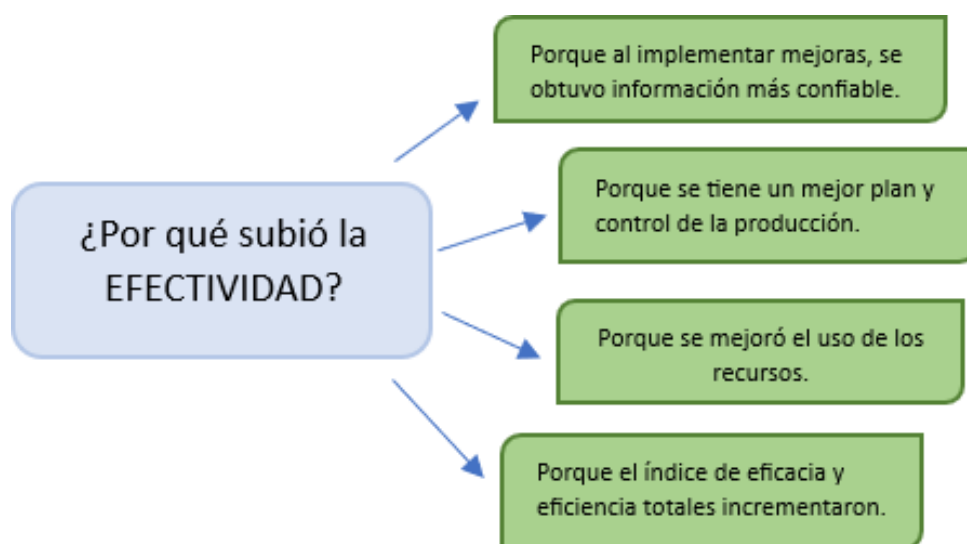 Porque al implementar mejoras, se
obtuvo información más confiable.
¿Por qué subió la
EFECTIVIDAD?
Porque se tiene un mejor plan y
control de la producción.
Porque se mejoró el uso de los
recursos.
Porque el índice de eficacia y
eficiencia totales incrementaron.